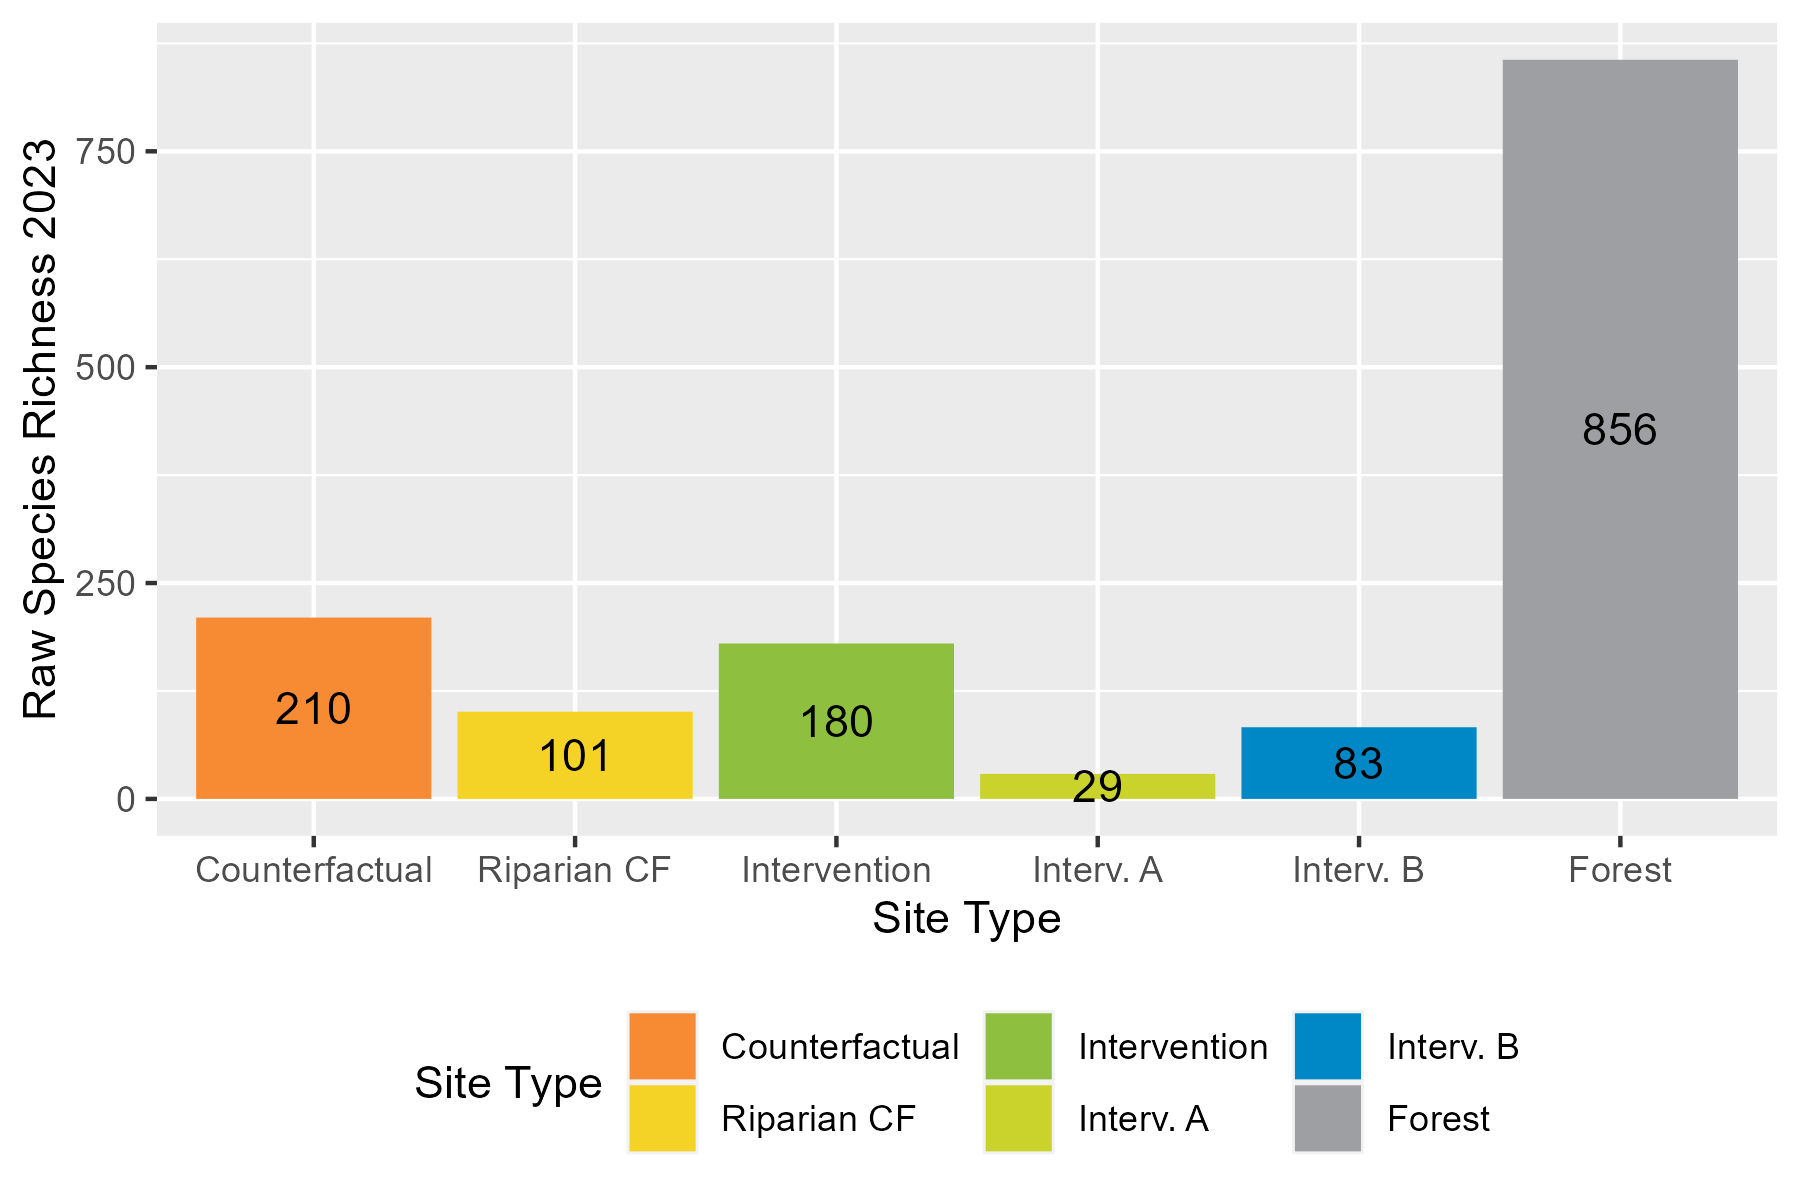 Raw Species Richness 2023
750
500
250
0
210
101
180
29
83
856
Counterfactual Riparian CF Intervention Interv. A Interv. B Forest
Site Type
Site Type
Counterfactual Intervention Interv. B
Riparian CF Interv. A Forest